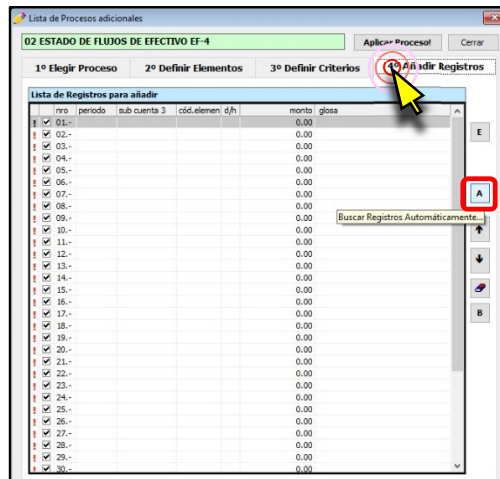 Lista de Procesos adicionales
02 ESTADO DE FLUJOS DE EFECTIVO EF-4
Aplicar Proceso! Cerrar
1º Elegir Proceso 2º Definir Elementos 3º Definir Criterios 4º Añadir Registros
Lista de Registros para añadir
nro periodo sub cuenta 3 cód.elemen d/h monto glosa
! 01.- 0.00
! 02.- 0.00
E
! 03.- 0.00
! 04.- 0.00
! 05.- 0.00
! 06.- 0.00
! 07.- 0.00
A
! 08.- 0.00
! 09.- 0.00
Buscar Registros Automáticamente...
! 10.- 0.00
! 11.- 0.00
! 12.- 0.00
! 13.- 0.00
! 14.- 0.00
! 15.- 0.00
! 16.- 0.00
! 17.- 0.00
B
! 18.- 0.00
! 19.- 0.00
! 20.- 0.00
! 21.- 0.00
! 22.- 0.00
! 23.- 0.00
! 24.- 0.00
! 25.- 0.00
! 26.- 0.00
! 27.- 0.00
! 28.- 0.00
! 29.- 0.00
! 30.- 0.00